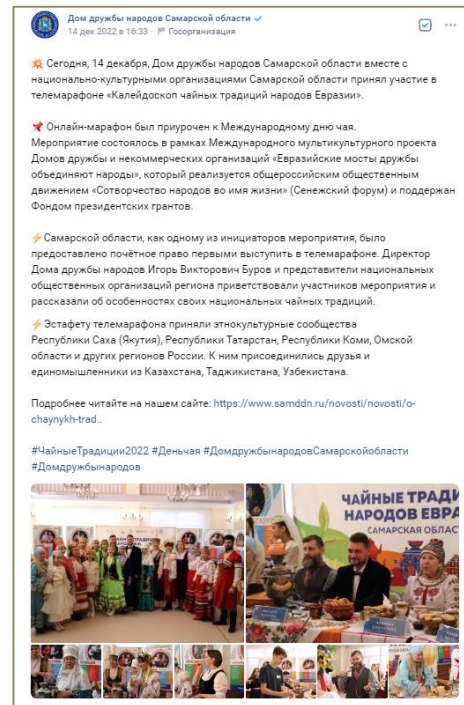 Дом дружбы народов Самарской области
14 дек 2022 в 16:33 · Госорганизация
💥 Сегодня, 14 декабря, Дом дружбы народов Самарской области вместе с
национально-культурными организациями Самарской области принял участие в
телемарафоне «Калейдоскоп чайных традиций народов Евразии».
📌 Онлайн-марафон был приурочен к Международному дню чая.
Мероприятие состоялось в рамках Международного мультикультурного проекта
Домов дружбы и некоммерческих организаций «Евразийские мосты дружбы
объединяют народы», который реализуется общероссийским общественным
движением «Сотворчество народов во имя жизни» (Сенежский форум) и поддержан
Фондом президентских грантов.
⚡Самарской области, как одному из инициаторов мероприятия, было
предоставлено почётное право первыми выступить в телемарафоне. Директор
Дома дружбы народов Игорь Викторович Буров и представители национальных
общественных организаций региона приветствовали участников мероприятия и
рассказали об особенностях своих национальных чайных традиций.
⚡Эстафету телемарафона приняли этнокультурные сообщества
Республики Саха (Якутия), Республики Татарстан, Республики Коми, Омской
области и других регионов России. К ним присоединились друзья и
единомышленники из Казахстана, Таджикистана, Узбекистана.
Подробнее читайте на нашем сайте: https://www.samddn.ru/novosti/novosti/o-
chaynykh-trad..
#ЧайныеТрадиции2022 #Деньчая #ДомдружбынародовСамарскойобласти
#Домдружбынародов
ЧАЙНЫЕ ТРАДИ
НАРОДОВ ЕВРА
САМАРСКАЯ ОБЛАС